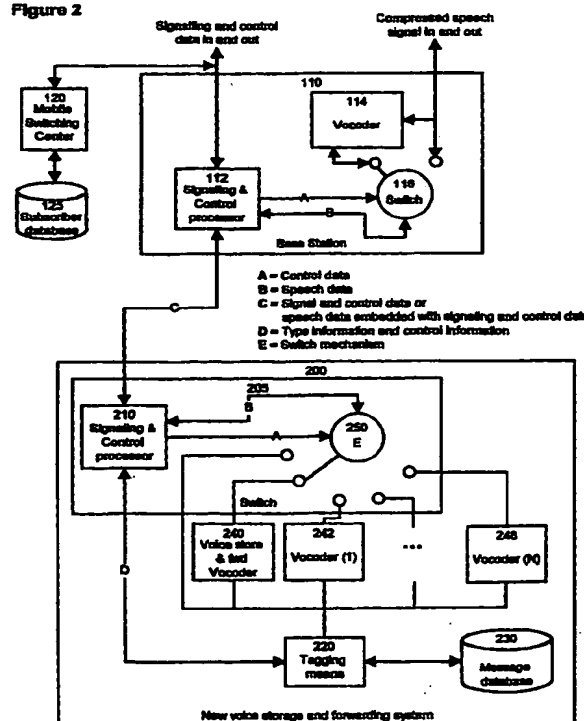 Figure 2
Signalling and control
data in and out
Compressed speech
signal in and out
110
120
Mobile
Switching
Center
114
Vocoder
112
Signaling &
Control
processor
A
B
116
Switch
125
Subscriber
database
Base Station
A = Control data
B = Speech data
C = Signal and control data or
speech data embedded with signaling and control data
D = Type information and control information
E = Switch mechanism
C
200
205
B
210
Signaling &
Control
processor
A
250
E
Switch
240
Voice store
& fwd
Vocoder
242
Vocoder (1)
...
248
Vocoder (N)
D
220
Tagging
means
230
Message
database
New voice storage and forwarding system